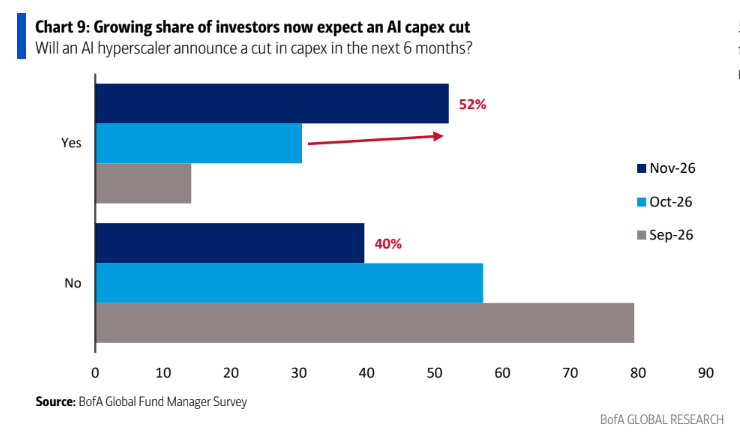 Chart 9: Growing share of investors now expect an AI capex cut
Will an AI hyperscaler announce a cut in capex in the next 6 months?
52%
Yes
Nov-26
Oct-26
Sep-26
40%
No
0 10 20 30 40 50 60 70 80 90
Source: BofA Global Fund Manager Survey
BofA GLOBAL RESEARCH